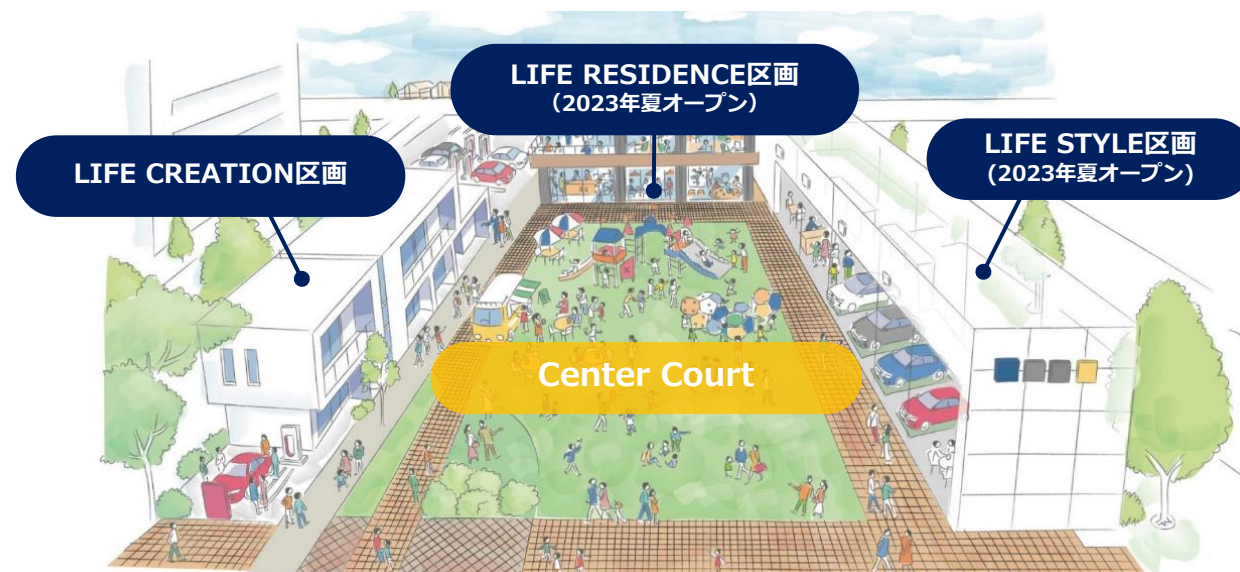 LIFE RESIDENCE区画
（2023年夏オープン）
LIFE CREATION区画
LIFE STYLE区画
(2023年夏オープン)
Center Court